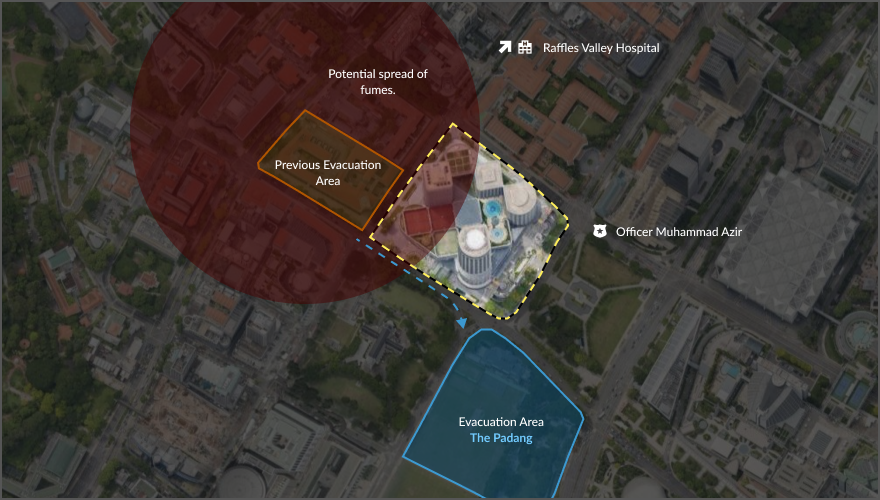 Raffles Valley Hospital
Potential spread of
fumes.
Previous Evacuation
Area
Officer Muhammad Azir
Evacuation Area
The Padang